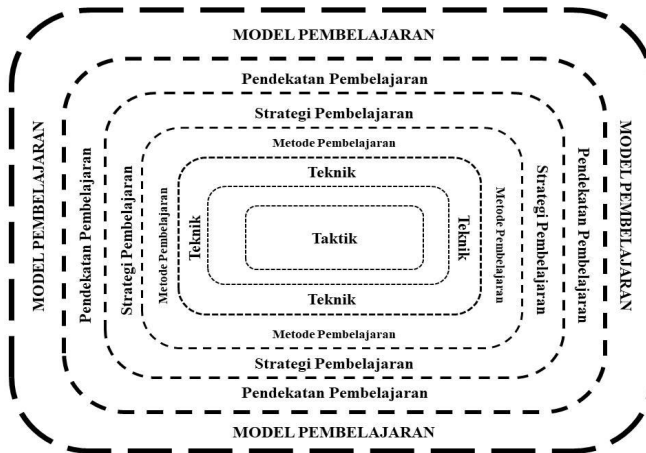 MODEL PEMBELAJARAN
Pendekatan Pembelajaran
Strategi Pembelajaran
Metode Pembelajaran
Teknik
MODEL PEMBELAJARAN
Pendekatan Pembelajaran
Strategi Pembelajaran
Metode Pembelajaran
Teknik
Taktik
Teknik
Metode Pembelajaran
Strategi Pembelajaran
Pendekatan Pembelajaran
MODEL PEMBELAJARAN
Teknik
Metode Pembelajaran
Strategi Pembelajaran
Pendekatan Pembelajaran
MODEL PEMBELAJARAN